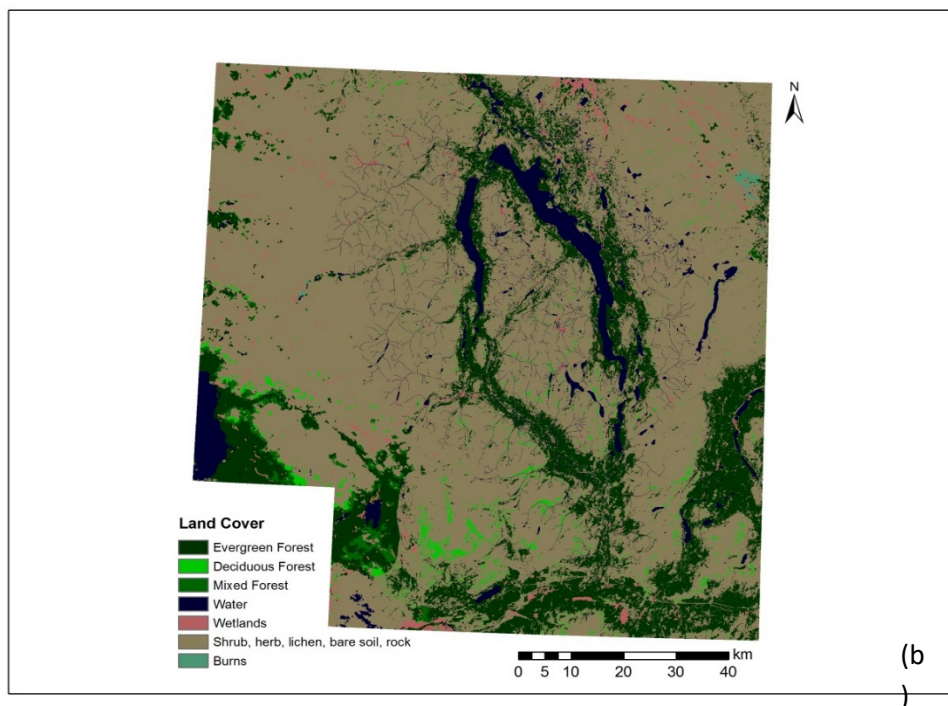 N
Land Cover
Evergreen Forest
Deciduous Forest
Mixed Forest
Water
Wetlands
Shrub, herb, lichen, bare soil, rock
Burns
km
0 5 10 20 30 40
(b
)